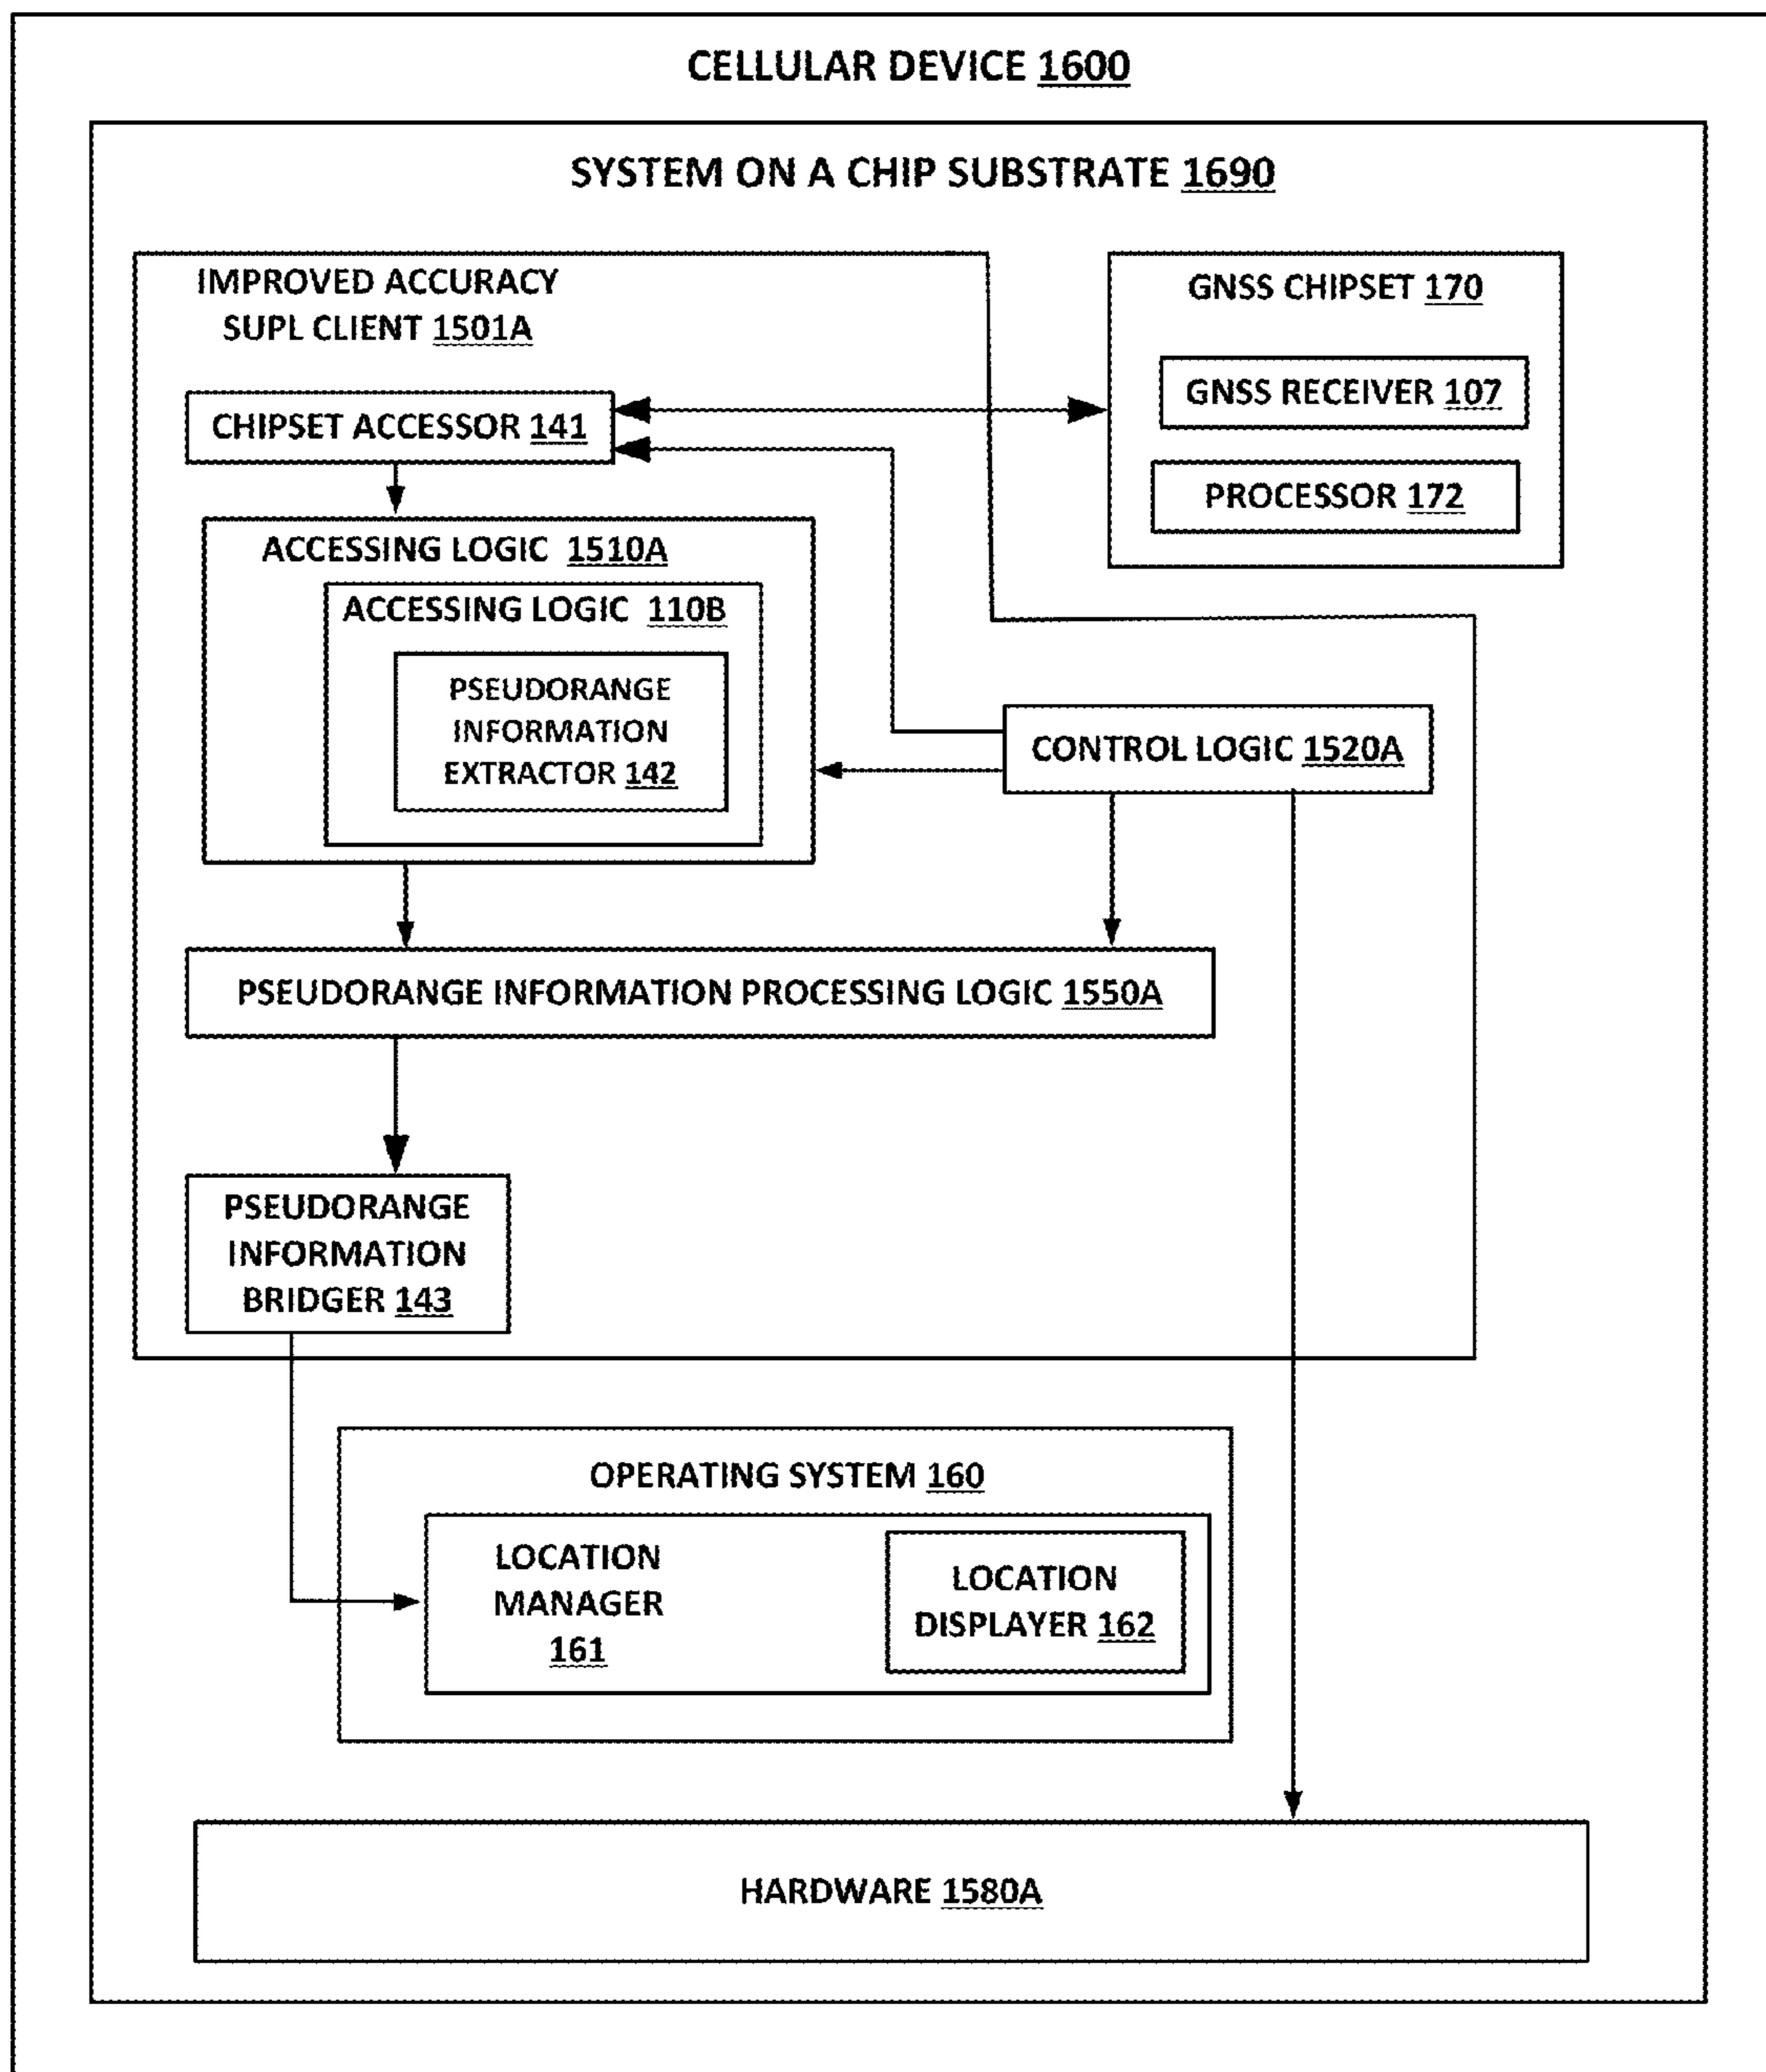 CELLULAR DEVICE 1600
SYSTEM ON A CHIP SUBSTRATE 1690
IMPROVED ACCURACY
SUPL CLIENT 1501A
GNSS CHIPSET 170
GNSS RECEIVER 107
PROCESSOR 172
CHIPSET ACCESSOR 141
ACCESSING LOGIC 1510A
ACCESSING LOGIC 110B
PSEUDORANGE
INFORMATION
EXTRACTOR 142
CONTROL LOGIC 1520A
PSEUDORANGE INFORMATION PROCESSING LOGIC 1550A
PSEUDORANGE
INFORMATION
BRIDGER 143
OPERATING SYSTEM 160
LOCATION
MANAGER
161
LOCATION
DISPLAYER 162
HARDWARE 1580A